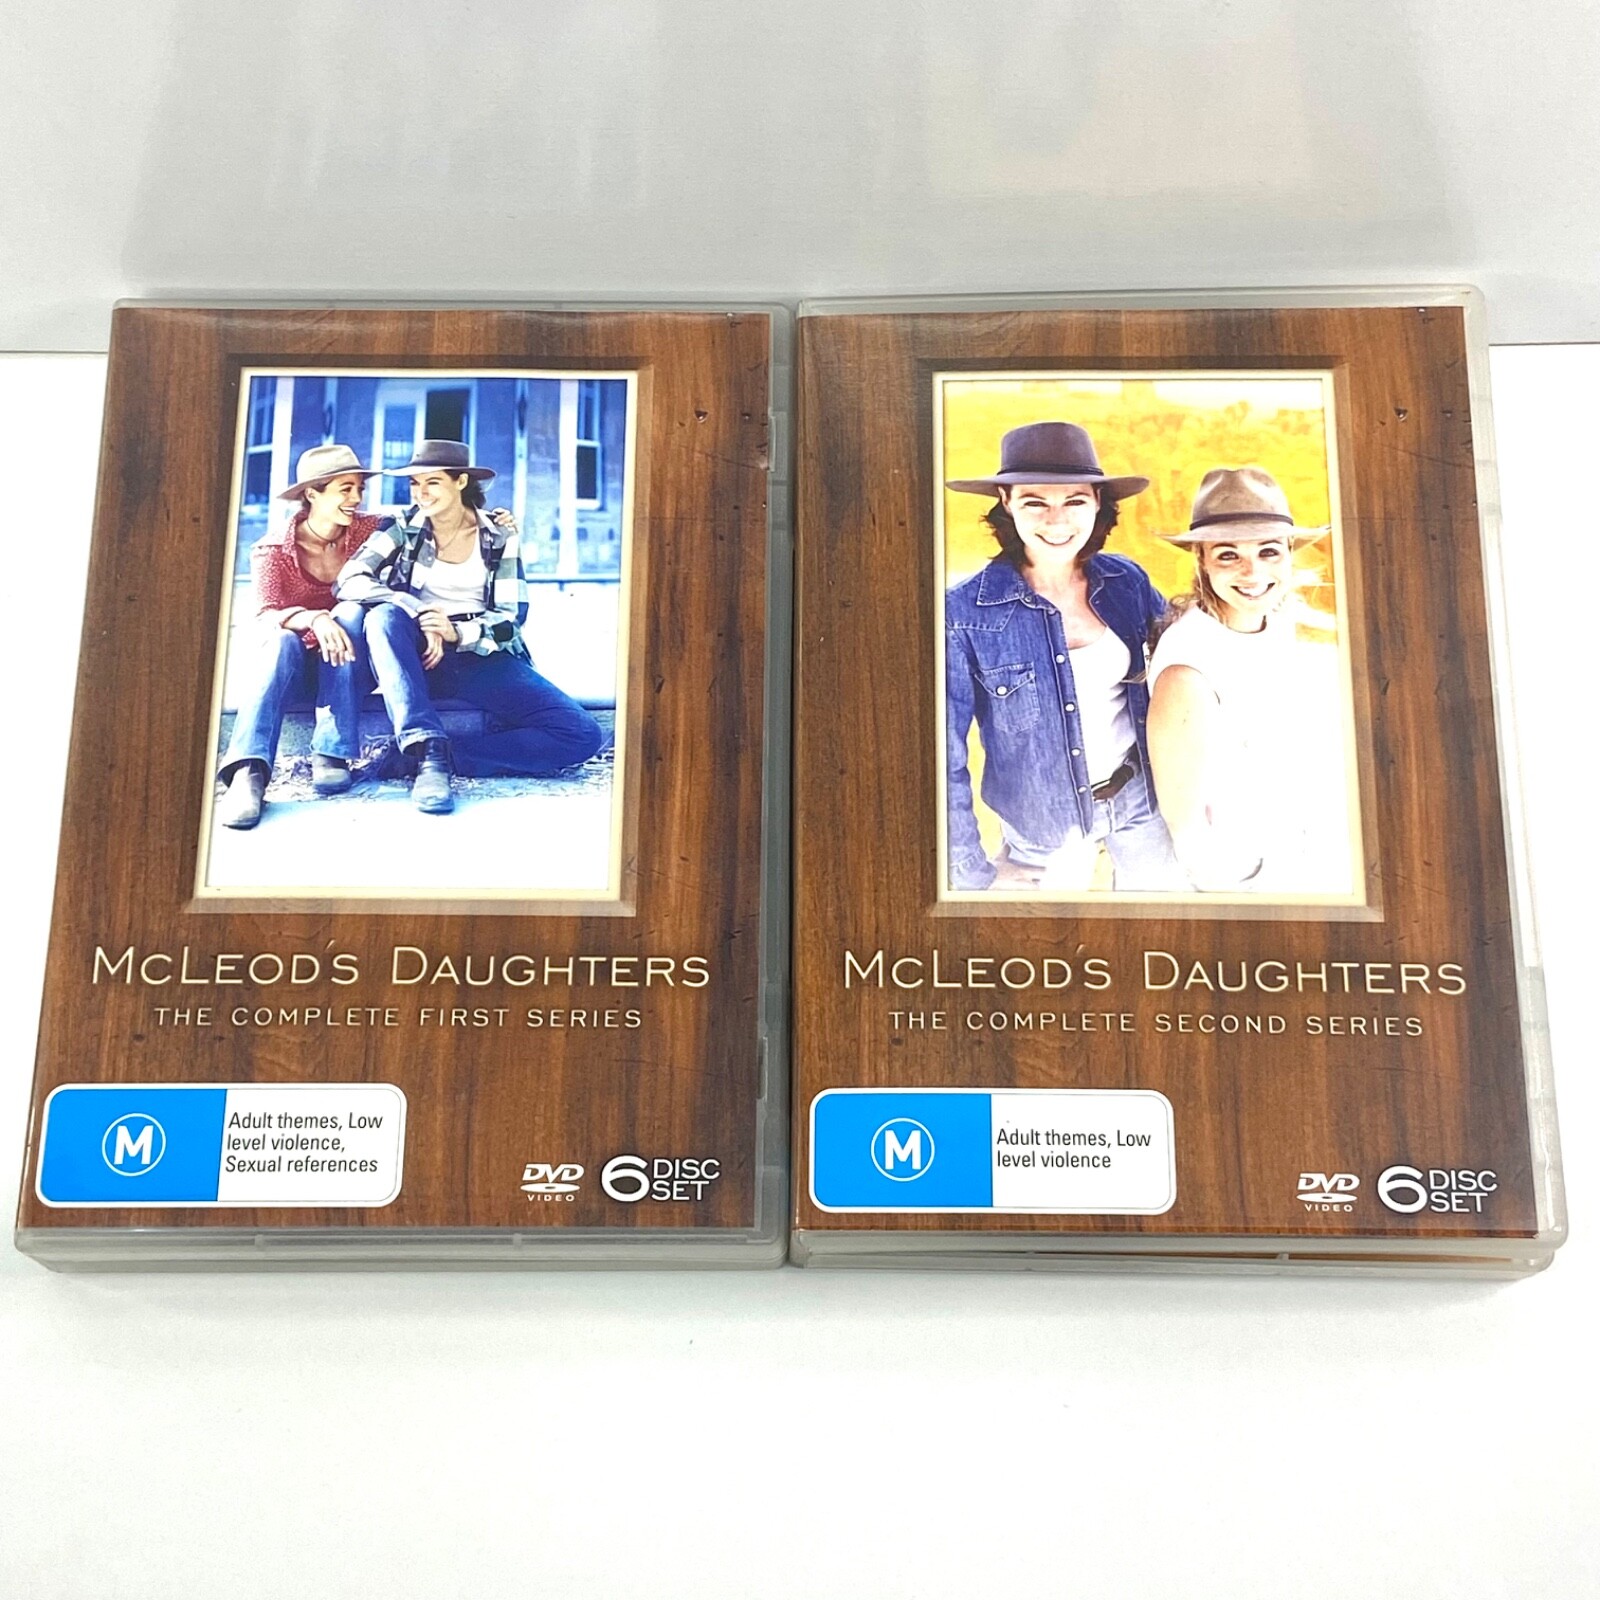 McLEOD'S DAUGHTERS
THE COMPLETE FIRST SERIES
M
Adult themes, Low
level violence,
Sexual references
DVD
VIDEO
6 DISC
SET
McLEOD'S DAUGHTERS
THE COMPLETE SECOND SERIES
M
Adult themes, Low
level violence
DVD
VIDEO
6 DISC
SET